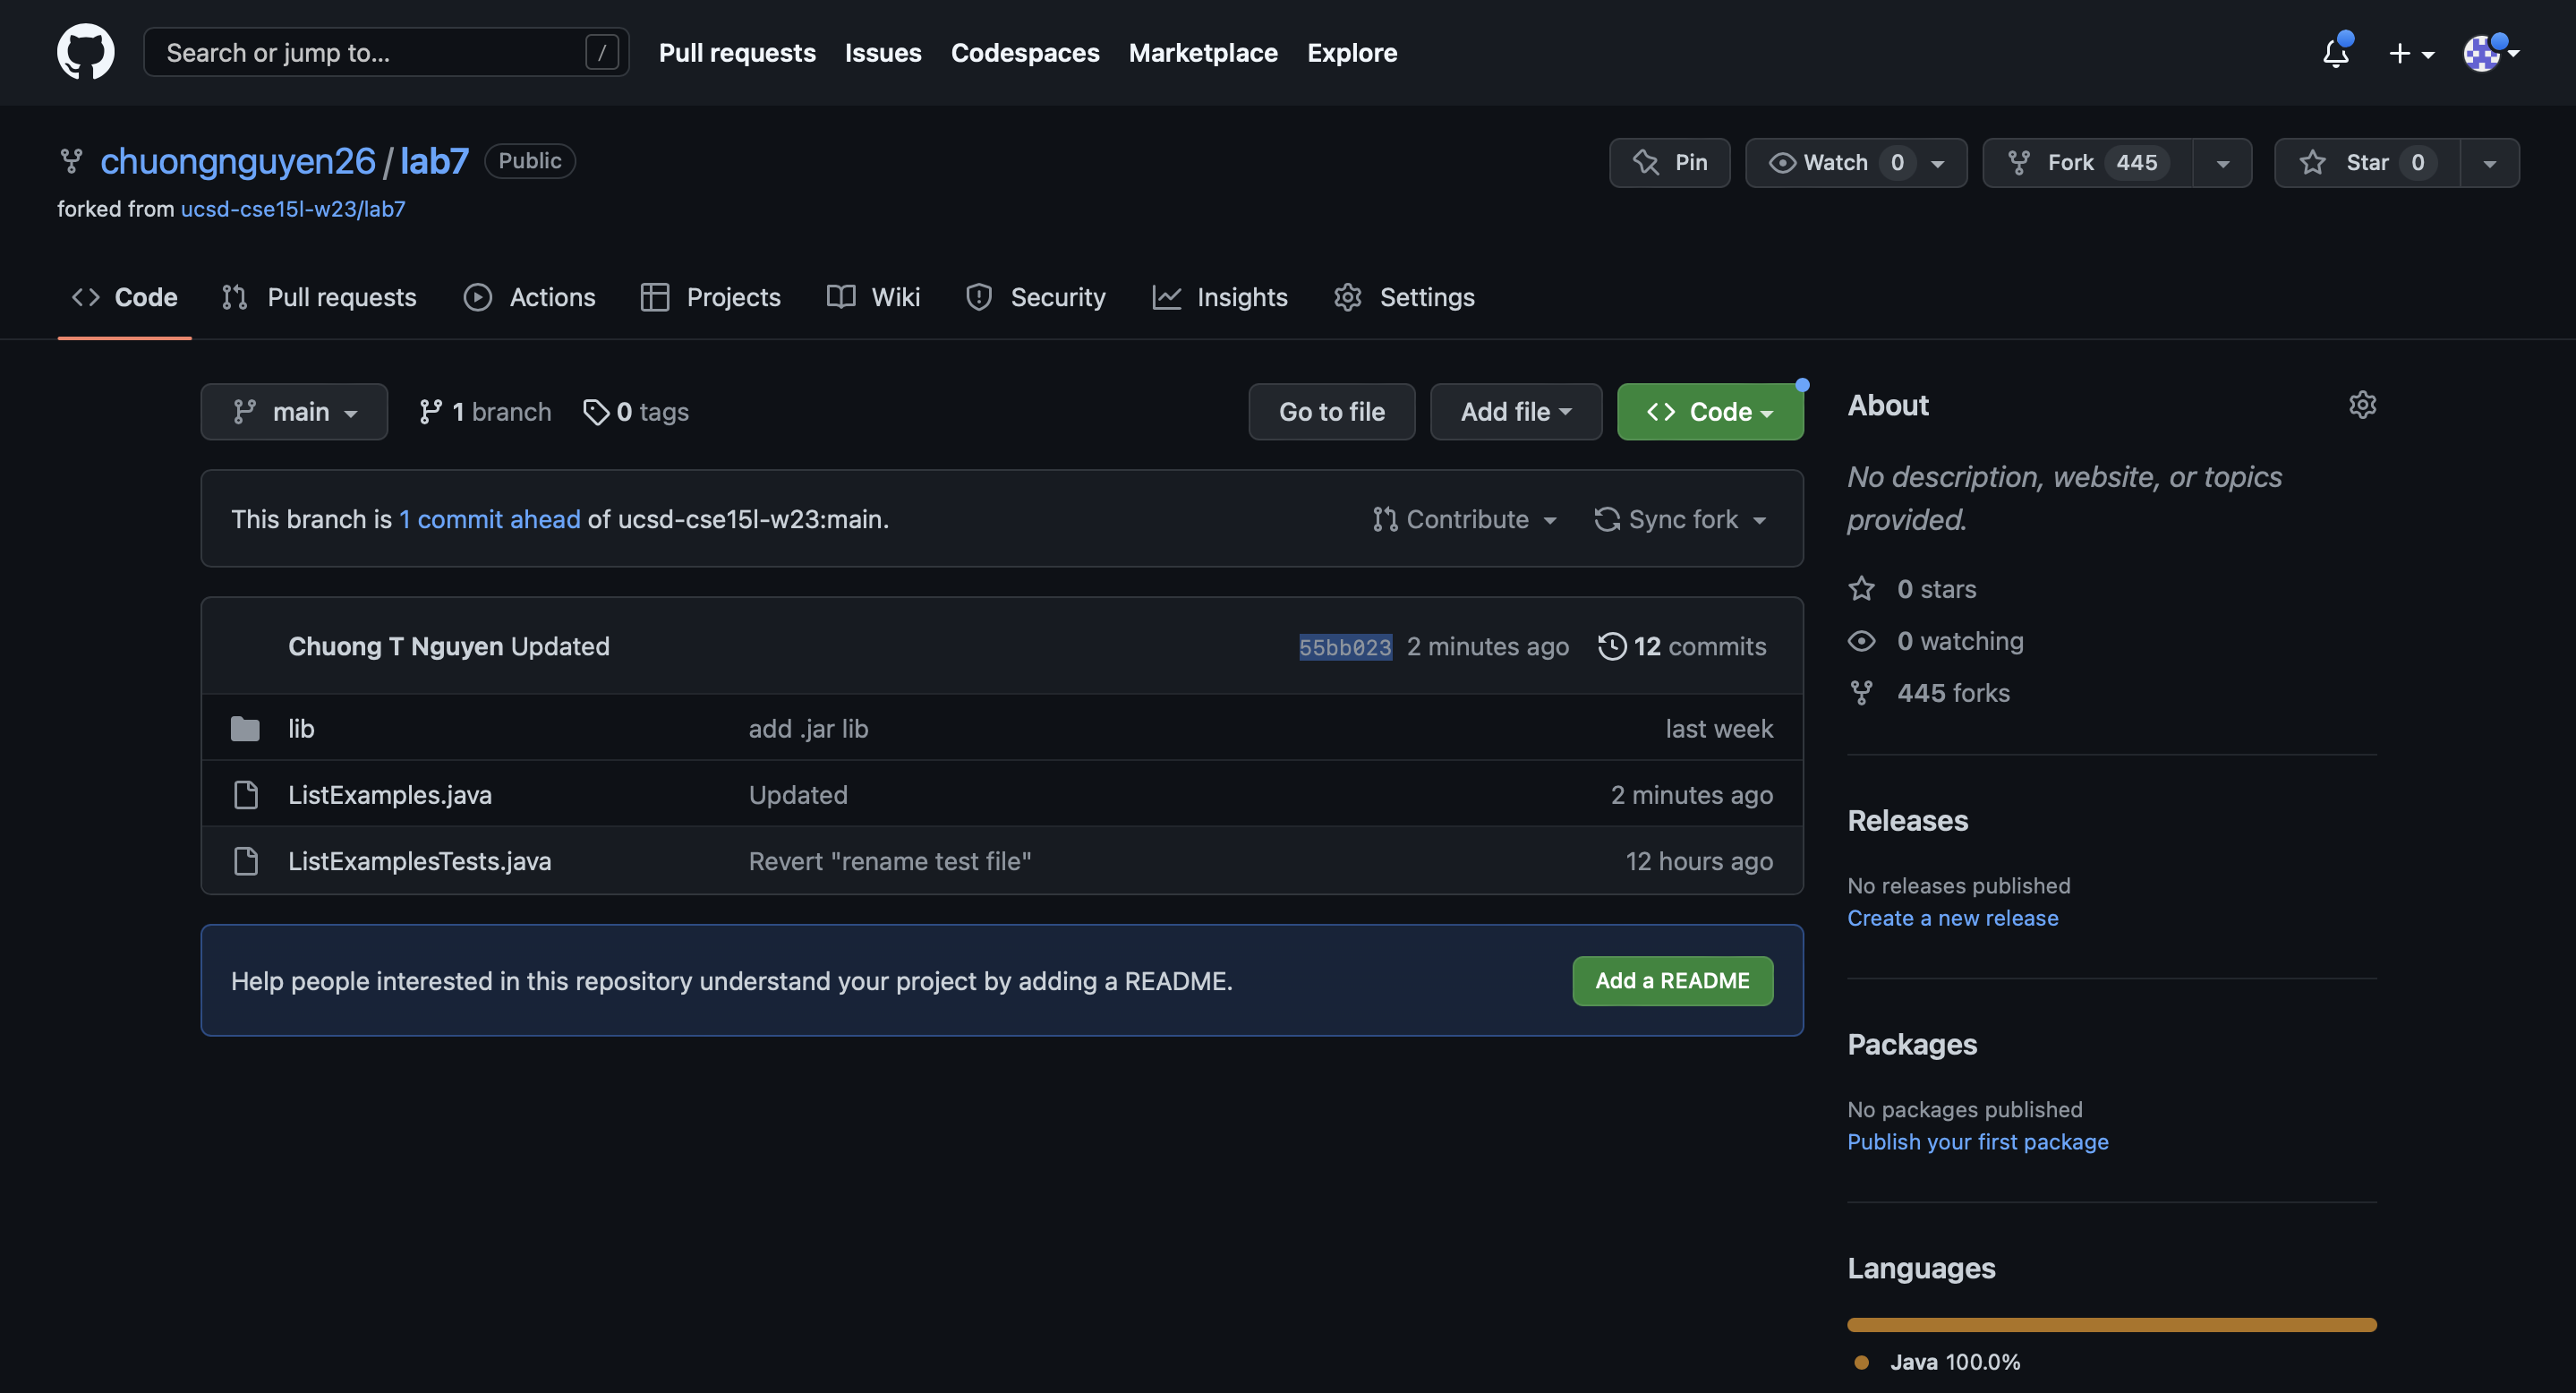 Search or jump to... / Pull requests Issues Codespaces Marketplace Explore
chuongnguyen26 / lab7 Public Pin Watch 0 Fork 445 Star 0
forked from ucsd-cse15l-w23/lab7
Code Pull requests Actions Projects Wiki Security Insights Settings
main 1 branch 0 tags Go to file Add file Code
This branch is 1 commit ahead of ucsd-cse15l-w23:main. Contribute Sync fork
Chuong T Nguyen Updated 55bb023 2 minutes ago 12 commits
lib add .jar lib last week
ListExamples.java Updated 2 minutes ago
ListExamplesTests.java Revert "rename test file" 12 hours ago
Help people interested in this repository understand your project by adding a README. Add a README
About
No description, website, or topics
provided.
0 stars
0 watching
445 forks
Releases
No releases published
Create a new release
Packages
No packages published
Publish your first package
Languages
Java 100.0%